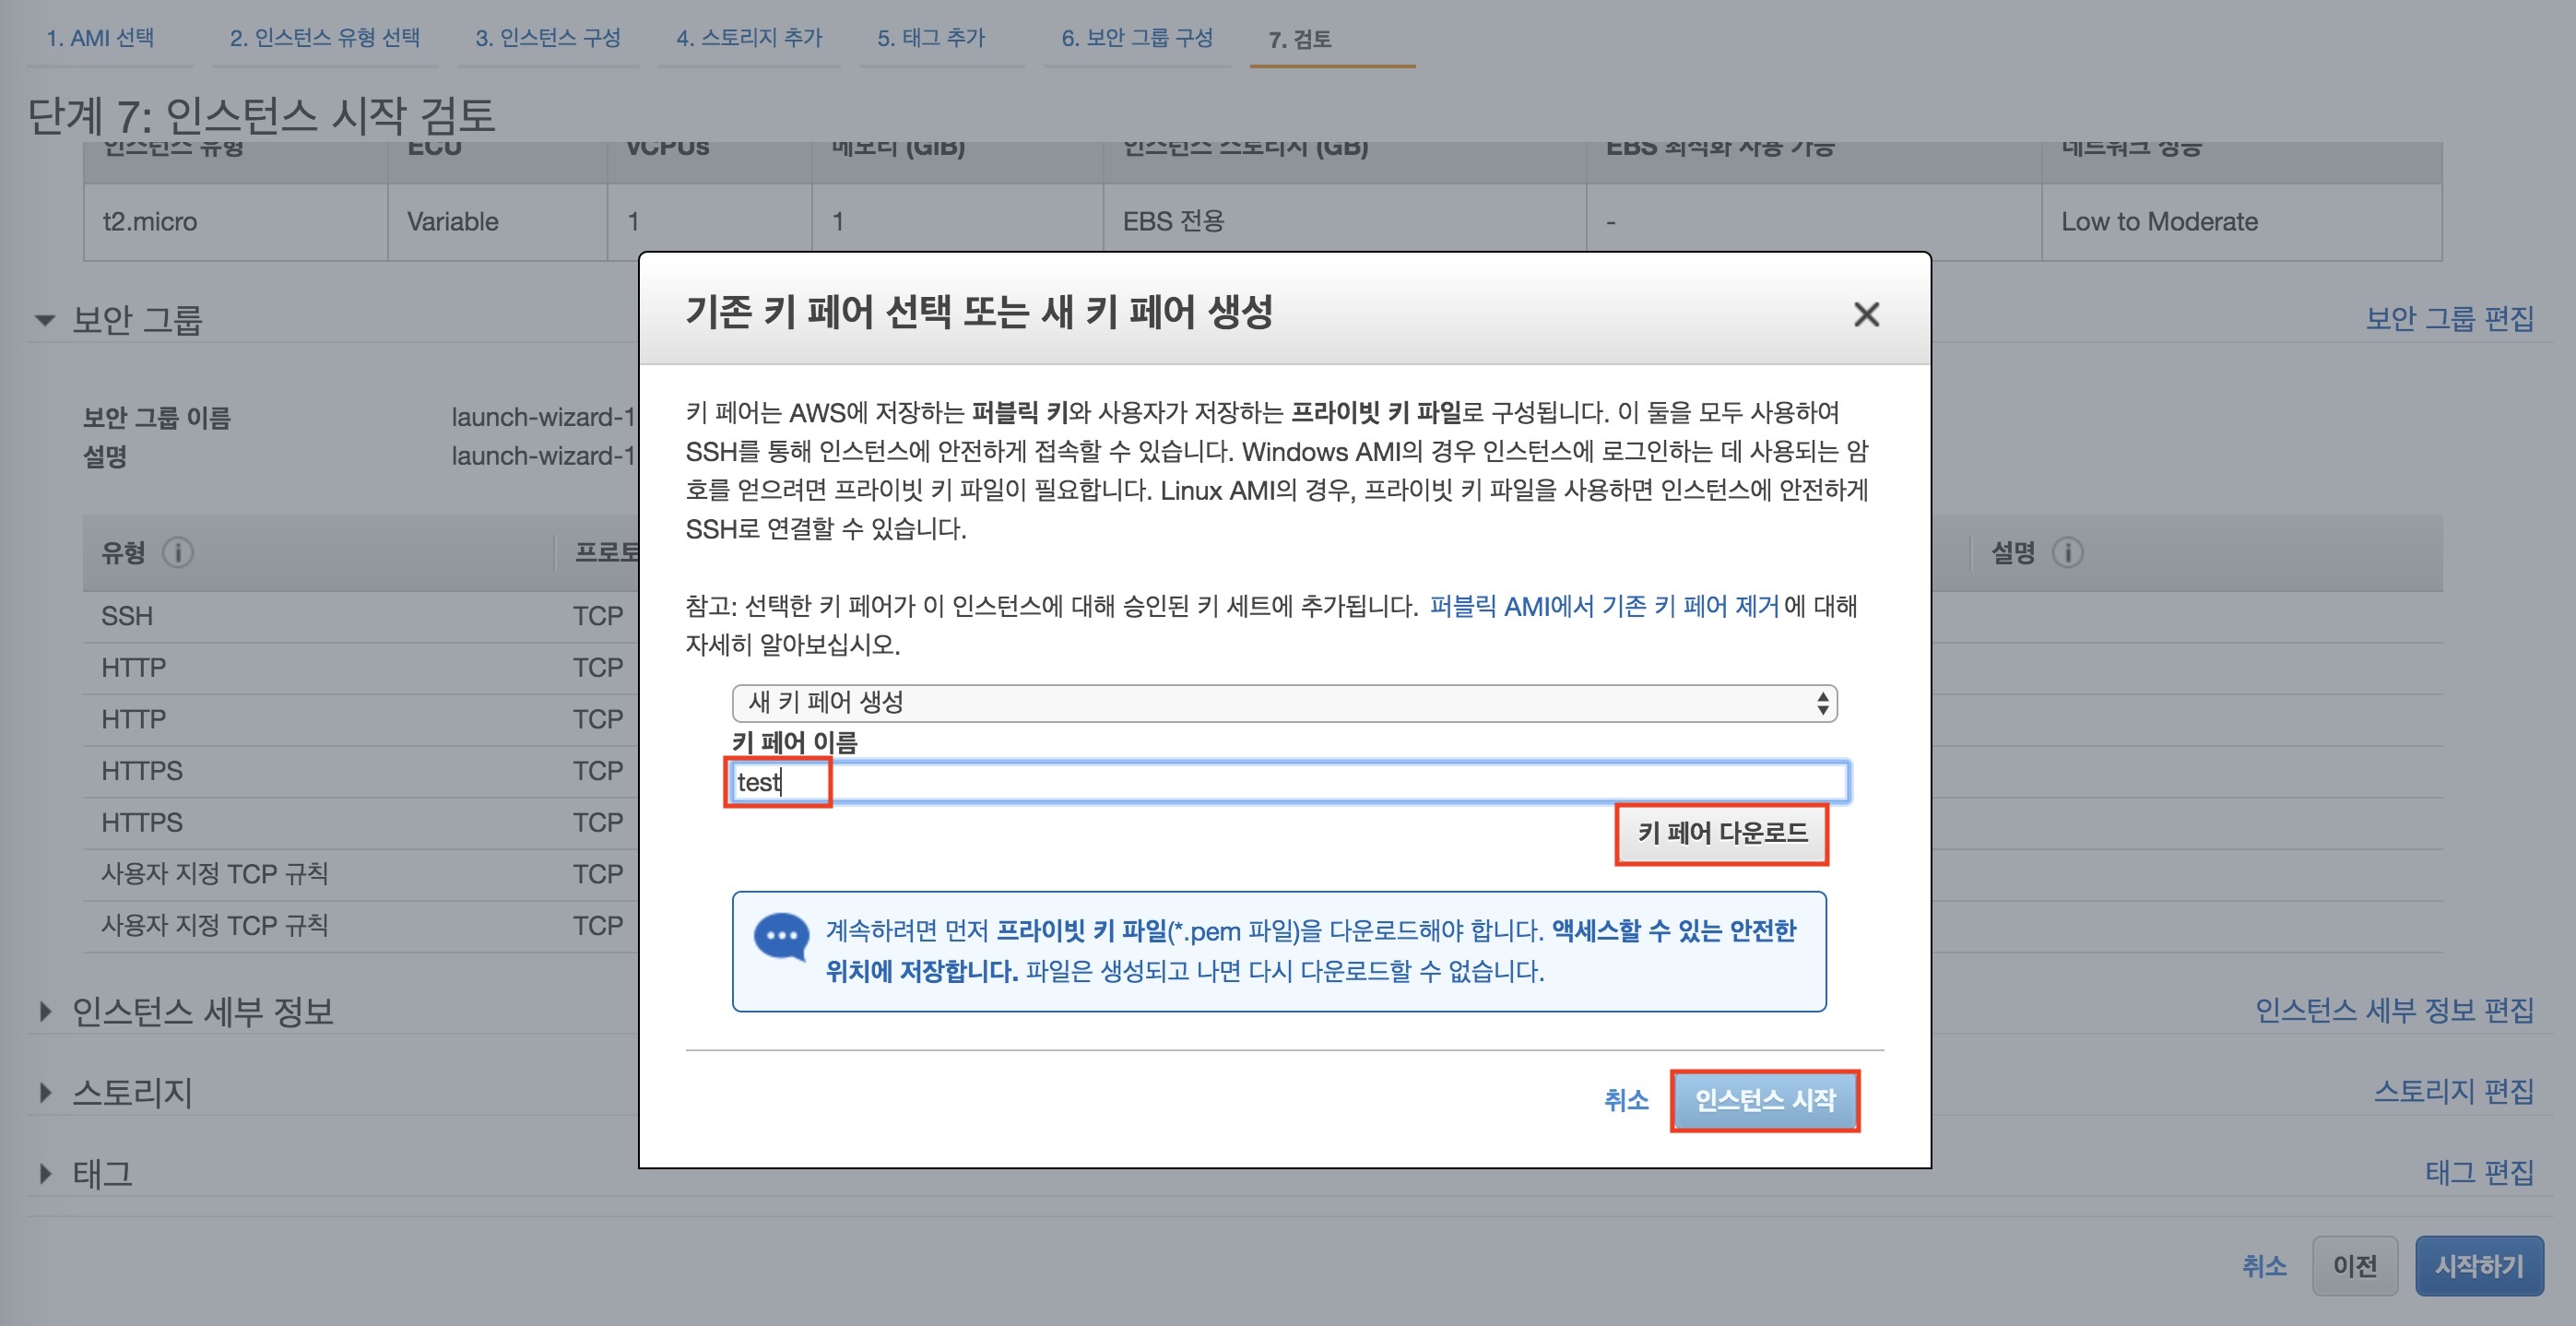 1. AMI 선택 2. 인스턴스 유형 선택 3. 인스턴스 구성 4. 스토리지 추가 5. 태그 추가 6. 보안 그룹 구성 7. 검토
단계 7: 인스턴스 시작 검토
인스턴스 유형 ECU vCPUs 메모리 (GiB) 인스턴스 스토리지 (GB) EBS 최적화 사용 가능 네트워크 성능
t2.micro Variable 1 1 EBS 전용 - Low to Moderate
보안 그룹 보안 그룹 편집
보안 그룹 이름 launch-wizard-1
설명 launch-wizard-1
유형 프로토 설명
SSH TCP
HTTP TCP
HTTP TCP
HTTPS TCP
HTTPS TCP
사용자 지정 TCP 규칙 TCP
사용자 지정 TCP 규칙 TCP
인스턴스 세부 정보 인스턴스 세부 정보 편집
스토리지 스토리지 편집
태그 태그 편집
취소 이전 시작하기
기존 키 페어 선택 또는 새 키 페어 생성
키 페어는 AWS에 저장하는 퍼블릭 키와 사용자가 저장하는 프라이빗 키 파일로 구성됩니다. 이 둘을 모두 사용하여
SSH를 통해 인스턴스에 안전하게 접속할 수 있습니다. Windows AMI의 경우 인스턴스에 로그인하는 데 사용되는 암
호를 얻으려면 프라이빗 키 파일이 필요합니다. Linux AMI의 경우, 프라이빗 키 파일을 사용하면 인스턴스에 안전하게
SSH로 연결할 수 있습니다.
참고: 선택한 키 페어가 이 인스턴스에 대해 승인된 키 세트에 추가됩니다. 퍼블릭 AMI에서 기존 키 페어 제거에 대해
자세히 알아보십시오.
새 키 페어 생성
키 페어 이름
test
키 페어 다운로드
계속하려면 먼저 프라이빗 키 파일(*.pem 파일)을 다운로드해야 합니다. 액세스할 수 있는 안전한
위치에 저장합니다. 파일은 생성되고 나면 다시 다운로드할 수 없습니다.
취소 인스턴스 시작